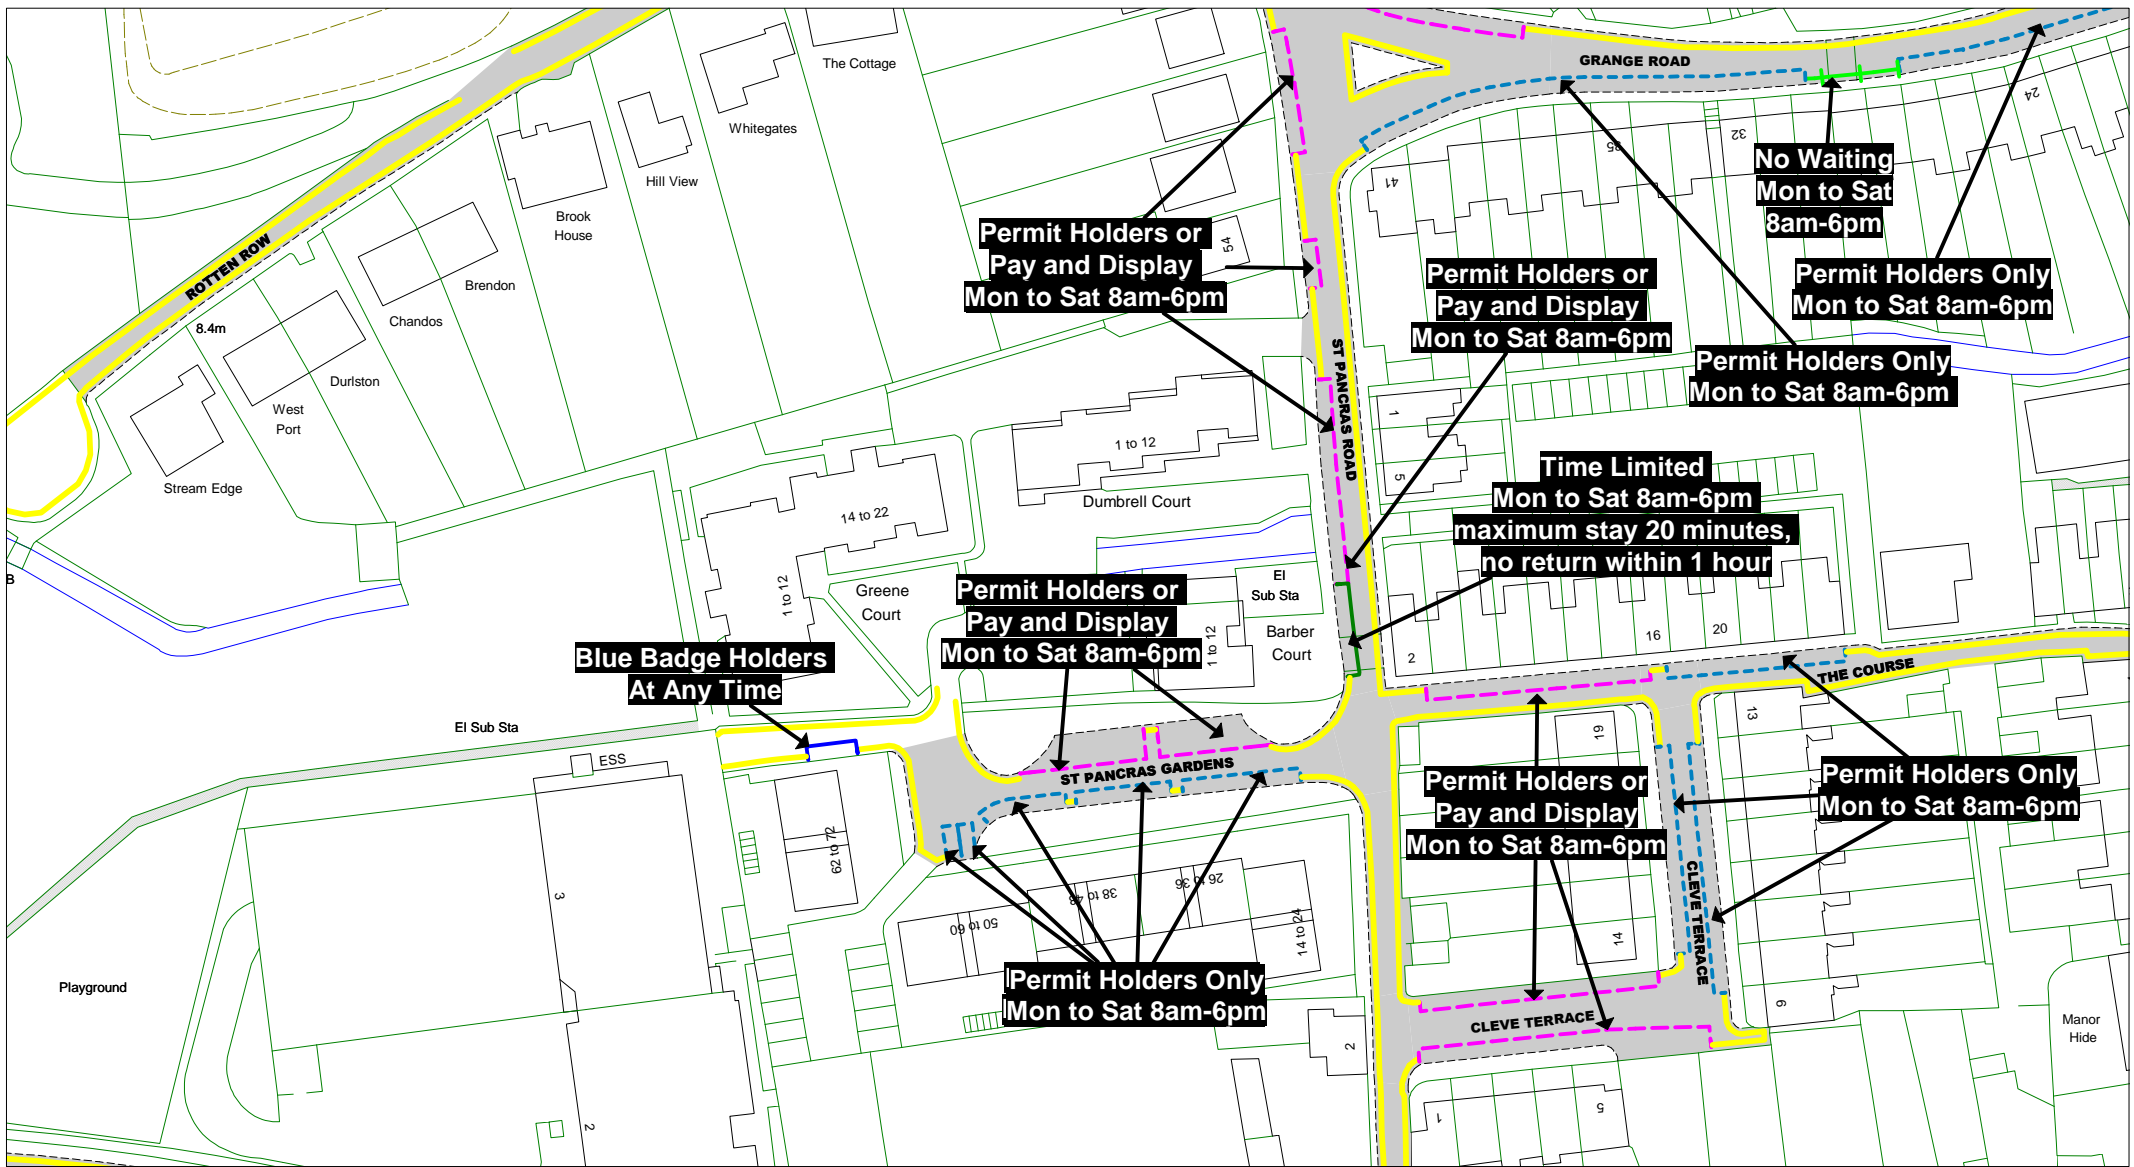 The Cottage
Whitegates
Hill View
Brook
House
Brendon
Chandos
Durlston
West
Port
Stream Edge
8.4m
ROTTEN ROW
GRANGE ROAD
24
32
35
41
54
No Waiting
Mon to Sat
8am-6pm
Permit Holders or
Pay and Display
Mon to Sat 8am-6pm
Permit Holders or
Pay and Display
Mon to Sat 8am-6pm
Permit Holders Only
Mon to Sat 8am-6pm
Permit Holders Only
Mon to Sat 8am-6pm
ST PANCRAS ROAD
1
5
1 to 12
Dumbrell Court
14 to 22
1 to 12
Greene
Court
Time Limited
Mon to Sat 8am-6pm
maximum stay 20 minutes,
no return within 1 hour
El
Sub Sta
Barber
Court
1 to 12
Permit Holders or
Pay and Display
Mon to Sat 8am-6pm
Blue Badge Holders
At Any Time
B
2
16
20
THE COURSE
El Sub Sta
ESS
ST PANCRAS GARDENS
19
13
Permit Holders or
Pay and Display
Mon to Sat 8am-6pm
Permit Holders Only
Mon to Sat 8am-6pm
62 to 72
50 to 60
38 to 48
26 to 36
14 to 24
3
14
CLEVE TERRACE
Permit Holders Only
Mon to Sat 8am-6pm
Playground
CLEVE TERRACE
Manor
Hide
2
2
1
5